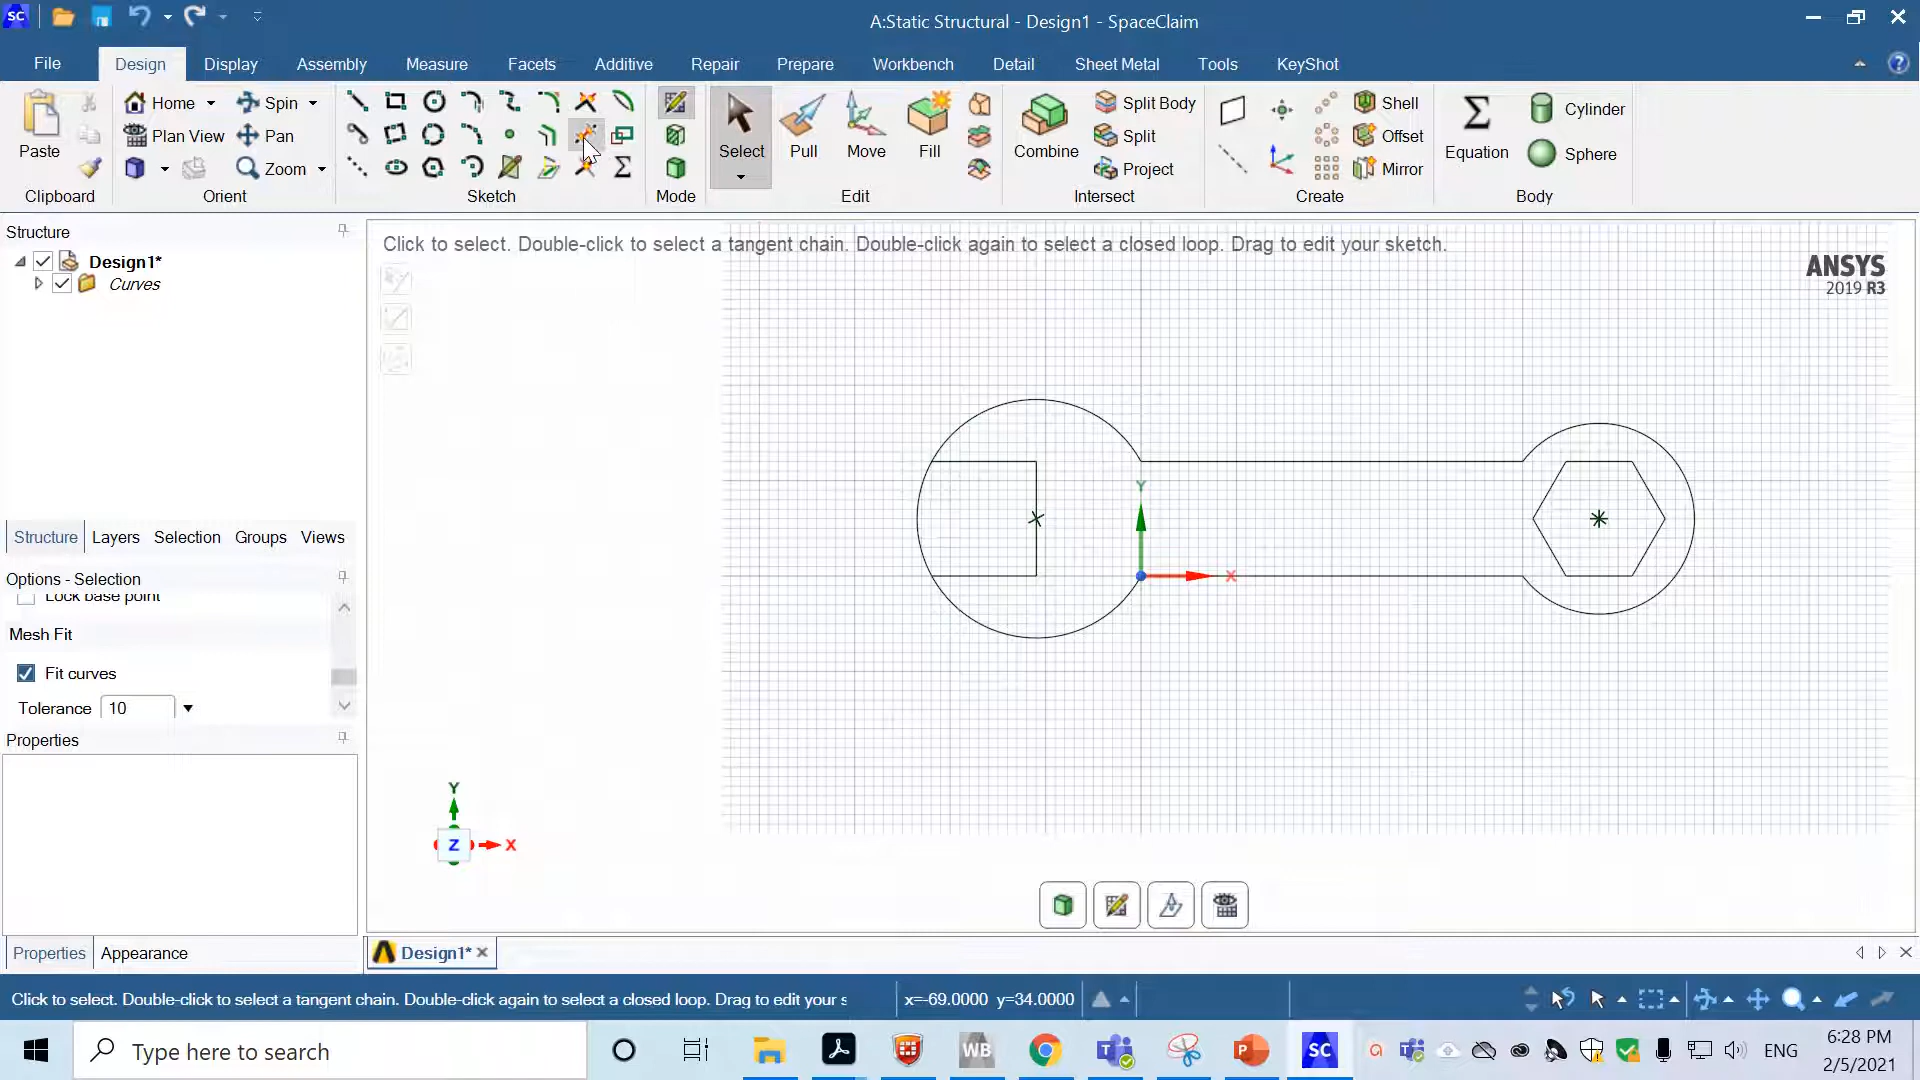 SC
A:Static Structural - Design1 - SpaceClaim
File Design Display Assembly Measure Facets Additive Repair Prepare Workbench Detail Sheet Metal Tools KeyShot
Paste
Clipboard
Home
Spin
Plan View
Pan
Zoom
Orient
Sketch
Mode
Select
Pull
Move
Fill
Edit
Combine
Split Body
Split
Project
Intersect
Shell
Offset
Mirror
Create
Equation
Cylinder
Sphere
Body
Structure
Design1*
Curves
Structure Layers Selection Groups Views
Options - Selection
Lock base point
Mesh Fit
Fit curves
Tolerance 10
Properties
Properties Appearance
Click to select. Double-click to select a tangent chain. Double-click again to select a closed loop. Drag to edit your sketch.
ANSYS
2019 R3
Y
X
Y
Z
X
Design1*
Click to select. Double-click to select a tangent chain. Double-click again to select a closed loop. Drag to edit your s
x=-69.0000 y=34.0000
Type here to search
WB
SC
ENG
6:28 PM
2/5/2021